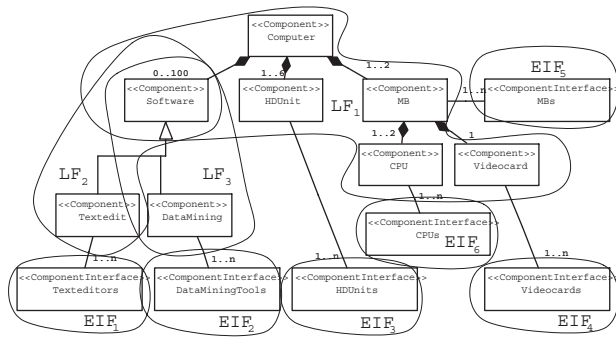 <<Component>>
Computer
0..100
1..6
1..2
EIF5
<<Component>>
Software
<<Component>>
HDUnit
LF1
<<Component>>
MB
1..n
<<ComponentInterface>>
MBs
1..2
1
<<Component>>
CPU
<<Component>>
Videocard
LF2
LF3
<<Component>>
Textedit
<<Component>>
DataMining
1..n
<<ComponentInterface>>
CPUs
EIF6
1..n
1..n
1..n
1..n
<<ComponentInterface>>
Texteditors
<<ComponentInterface>>
DataMiningTools
<<ComponentInterface>>
HDUnits
<<ComponentInterface>>
Videocards
EIF1
EIF2
EIF3
EIF4